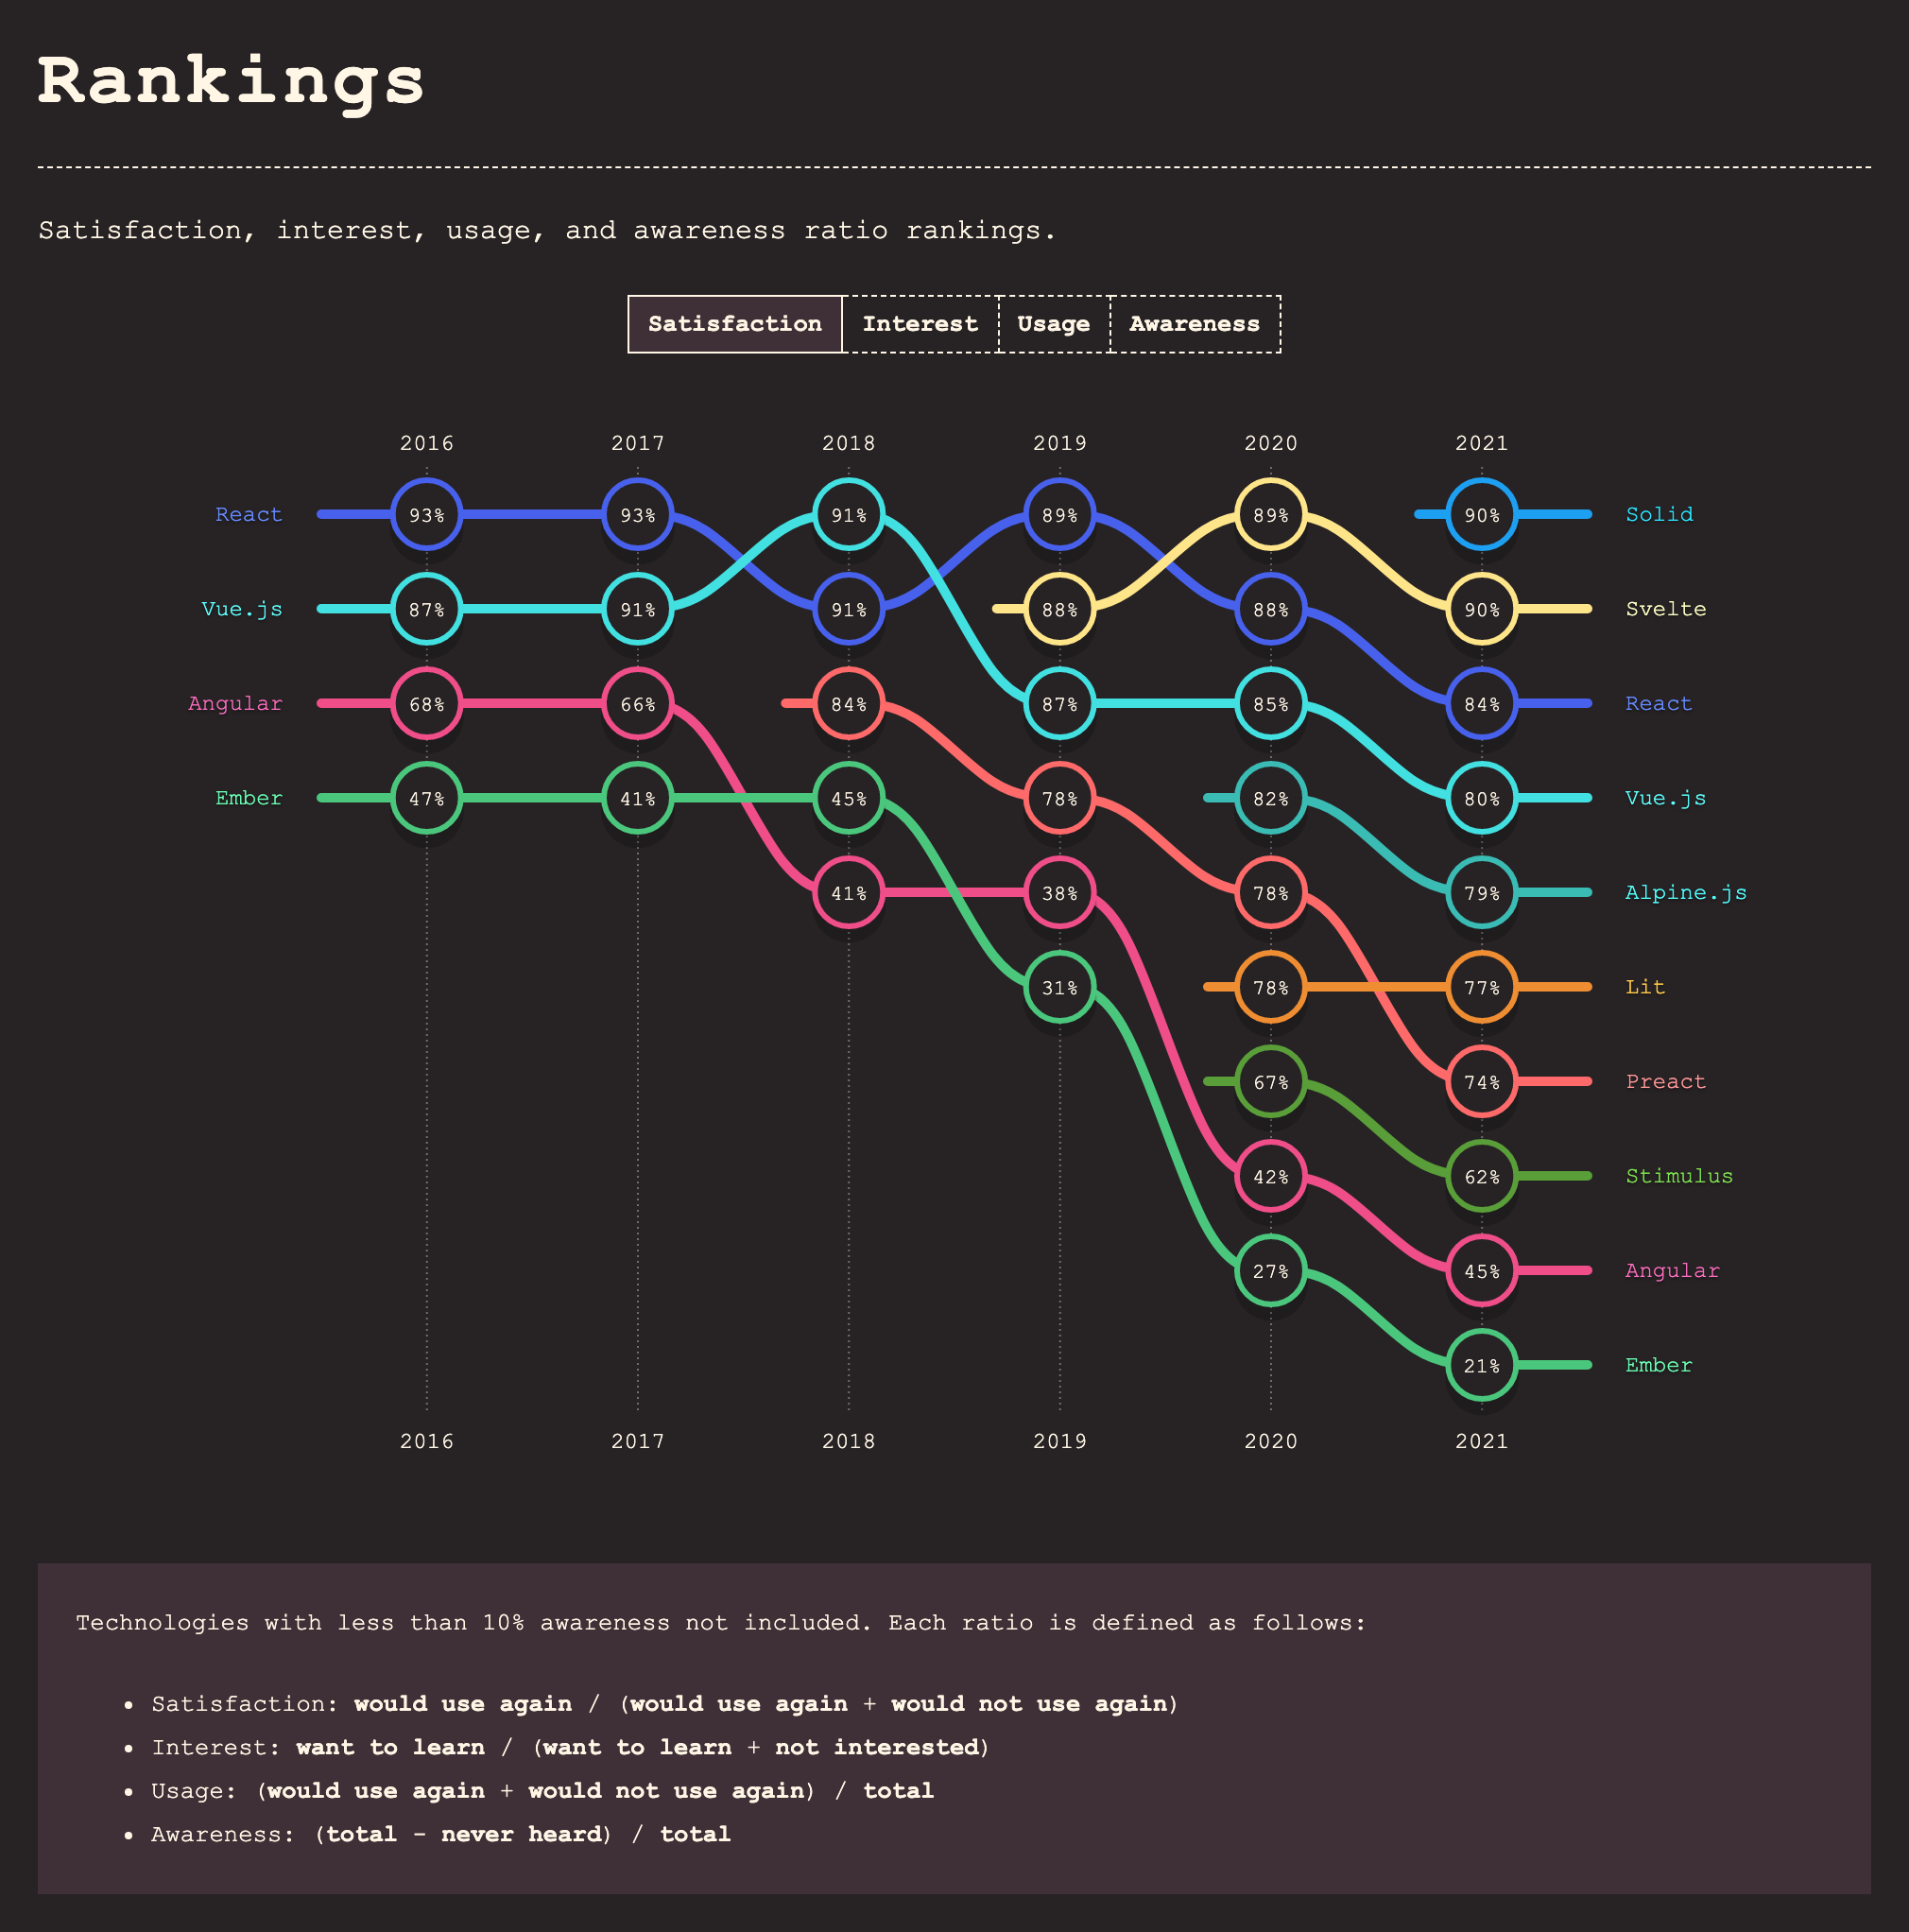 Rankings
Satisfaction, interest, usage, and awareness ratio rankings.
Satisfaction Interest Usage Awareness
2016 2017 2018 2019 2020 2021
React 93% 93% 91% 89% 89% 90% Solid
Vue.js 87% 91% 91% 88% 88% 90% Svelte
Angular 68% 66% 84% 87% 85% 84% React
Ember 47% 41% 45% 78% 82% 80% Vue.js
41% 38% 78% 79% Alpine.js
31% 78% 77% Lit
67% 74% Preact
42% 62% Stimulus
27% 45% Angular
21% Ember
2016 2017 2018 2019 2020 2021
Technologies with less than 10% awareness not included. Each ratio is defined as follows:
• Satisfaction: would use again / (would use again + would not use again)
• Interest: want to learn / (want to learn + not interested)
• Usage: (would use again + would not use again) / total
• Awareness: (total - never heard) / total